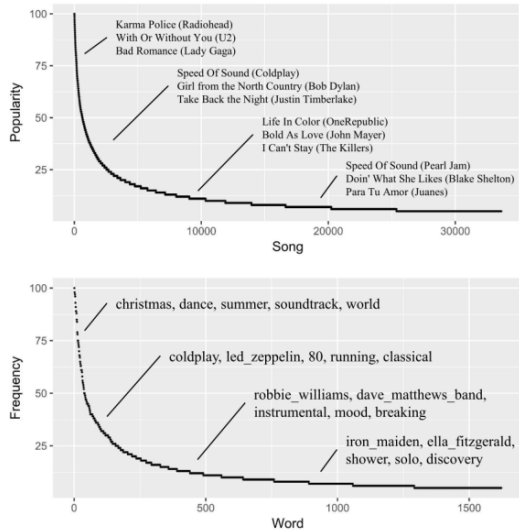 100
Karma Police (Radiohead)
With Or Without You (U2)
Bad Romance (Lady Gaga)
75
Speed Of Sound (Coldplay)
Girl from the North Country (Bob Dylan)
Take Back the Night (Justin Timberlake)
Popularity
50
Life In Color (OneRepublic)
Bold As Love (John Mayer)
I Can't Stay (The Killers)
25
Speed Of Sound (Pearl Jam)
Doin' What She Likes (Blake Shelton)
Para Tu Amor (Juanes)
0 10000 20000 30000
Song
100
christmas, dance, summer, soundtrack, world
75
coldplay, led_zeppelin, 80, running, classical
Frequency
50
robbie_williams, dave_matthews_band,
instrumental, mood, breaking
25
iron_maiden, ella_fitzgerald,
shower, solo, discovery
0 500 1000 1500
Word